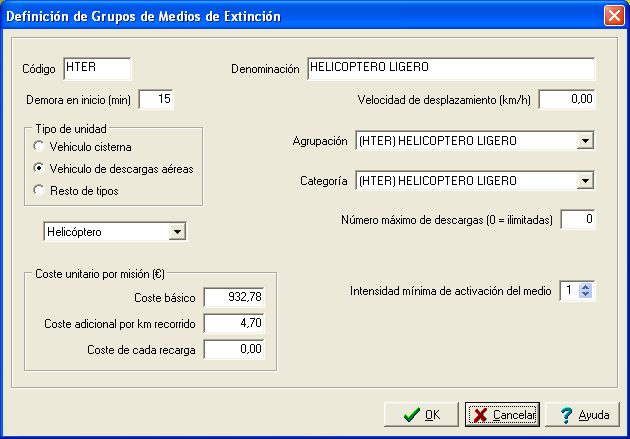 Definición de Grupos de Medios de Extinción
Código HTER Denominación HELICOPTERO LIGERO
Demora en inicio (min) 15 Velocidad de desplazamiento (km/h) 0,00
Tipo de unidad
Vehiculo cisterna
Vehiculo de descargas aéreas
Resto de tipos
Agrupación (HTER) HELICOPTERO LIGERO
Categoría (HTER) HELICOPTERO LIGERO
Número máximo de descargas (0 = ilimitadas) 0
Helicóptero
Coste unitario por misión (€)
Coste básico 932,78
Coste adicional por km recorrido 4,70
Coste de cada recarga 0,00
Intensidad mínima de activación del medio 1
OK Cancelar ? Ayuda